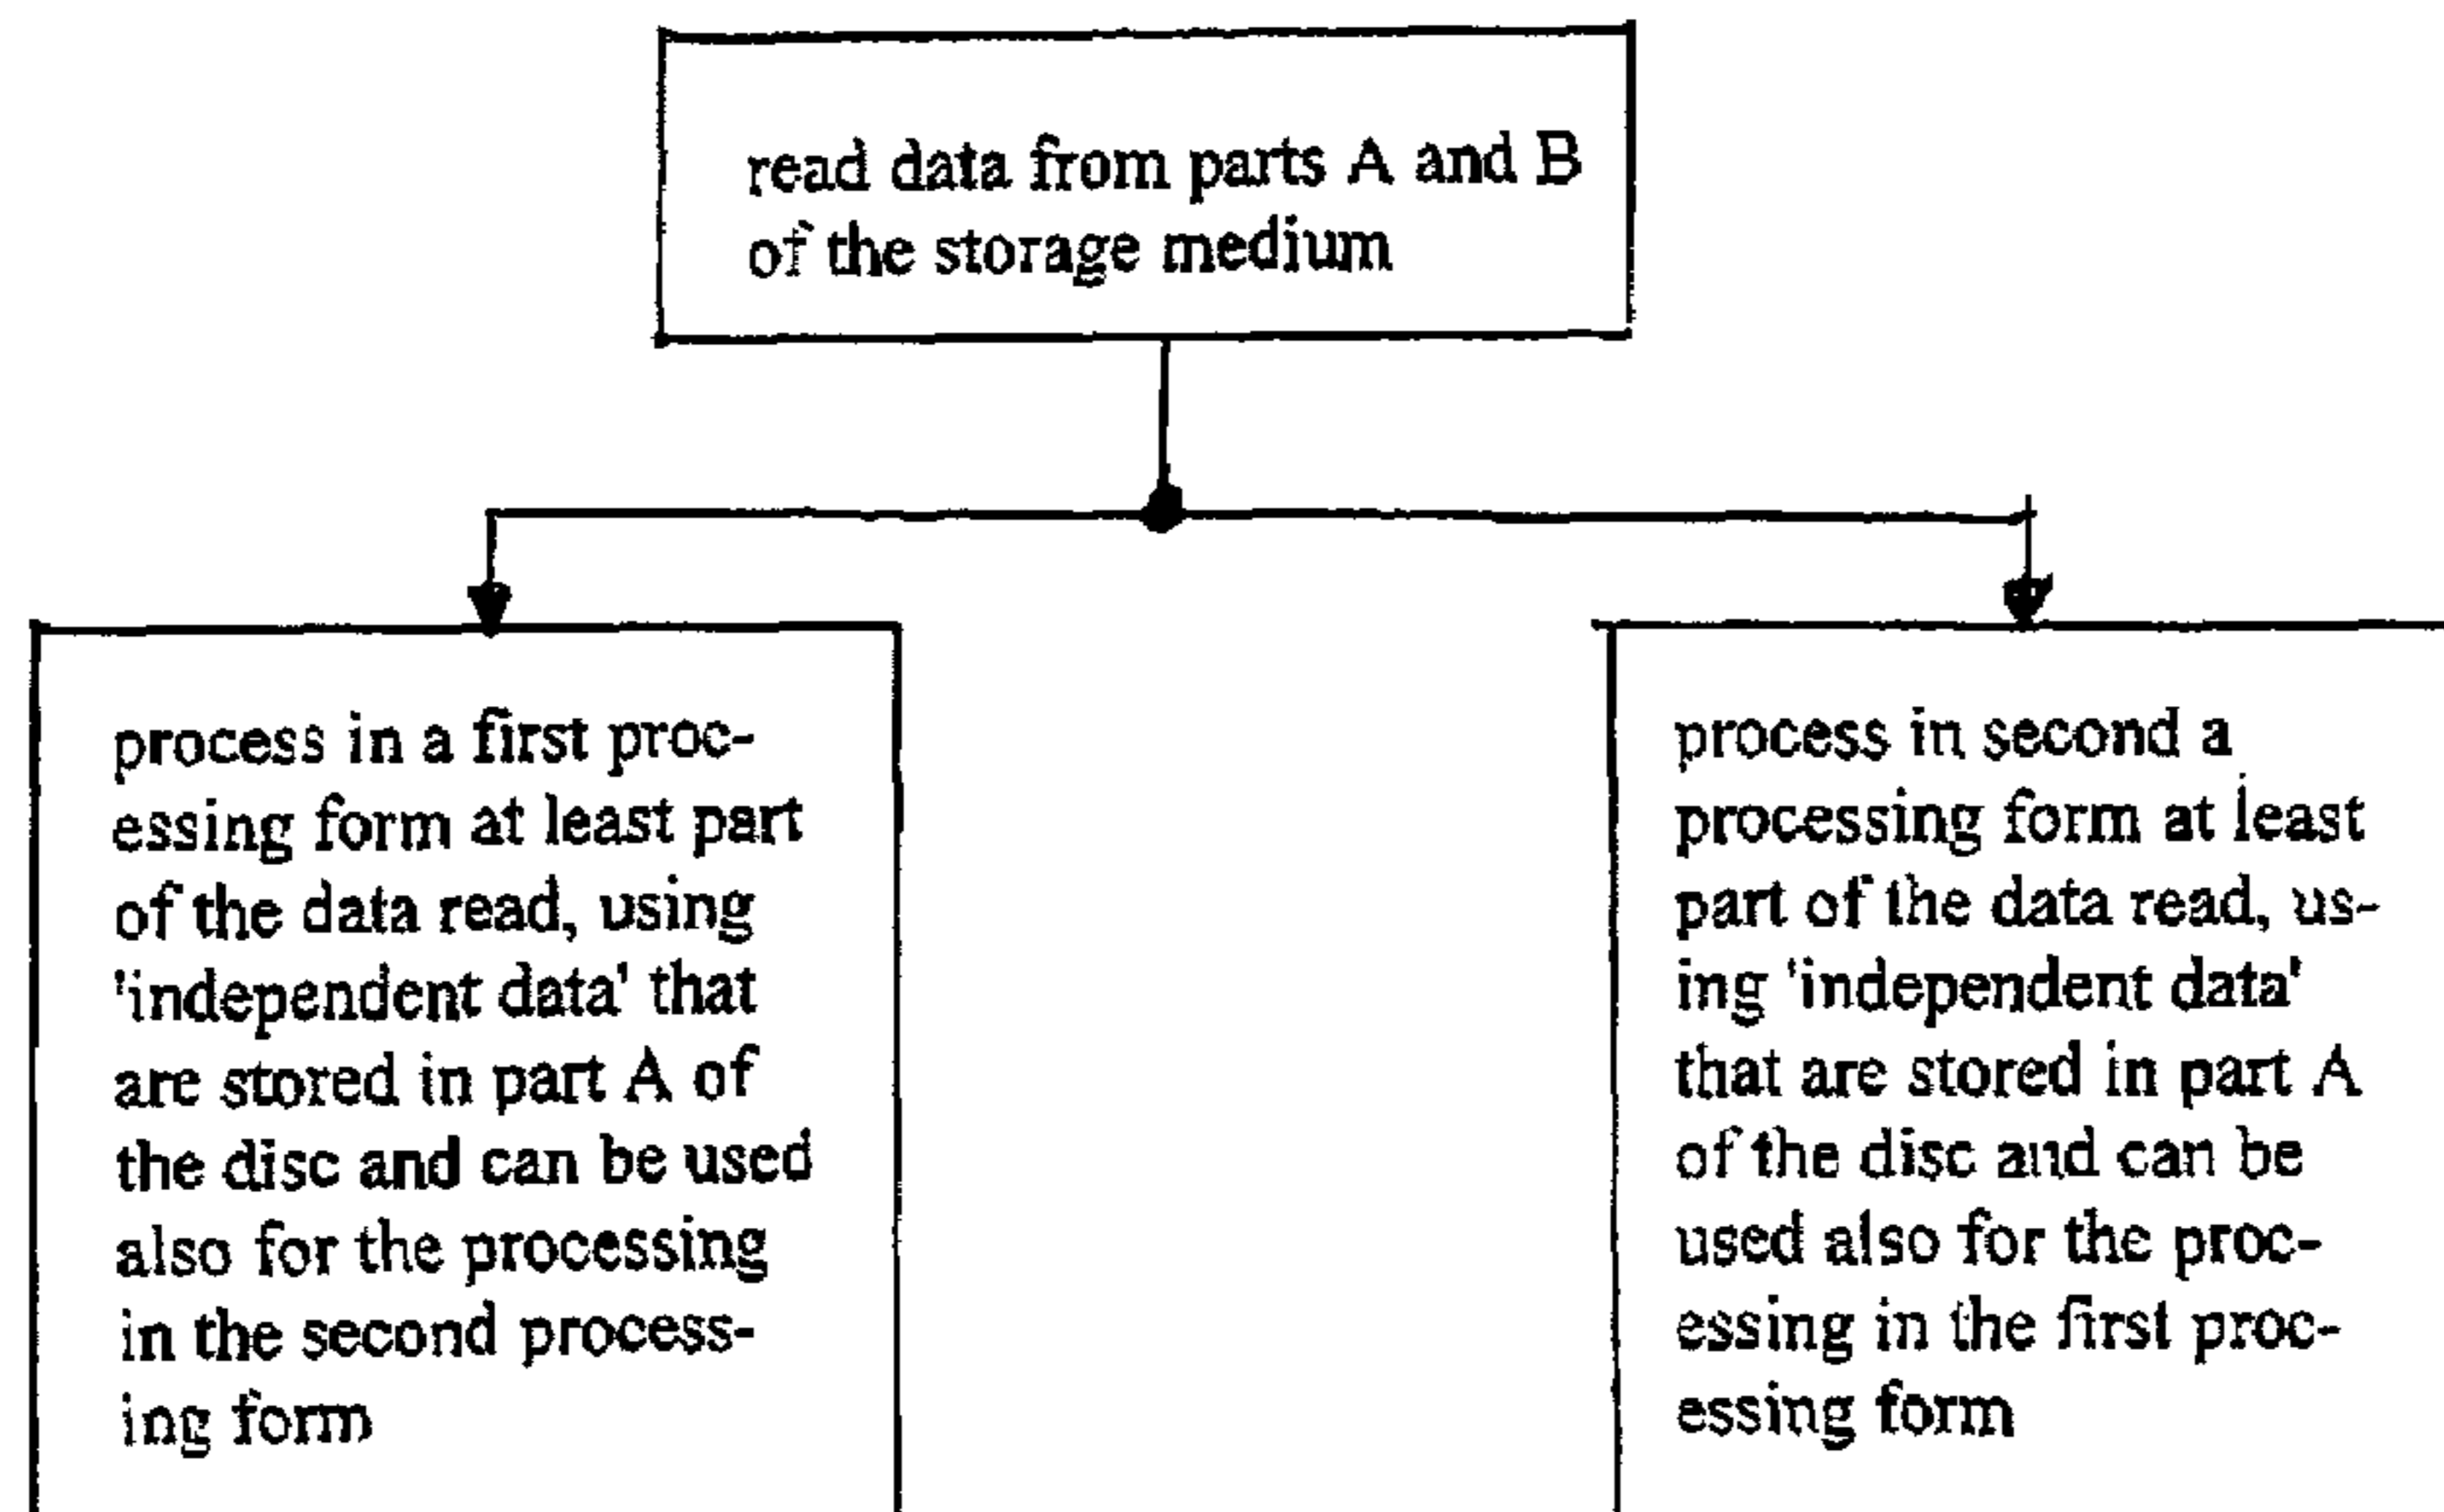 read data from parts A and B
of the storage medium
process in a first proc-
essing form at least part
of the data read, using
'independent data' that
are stored in part A of
the disc and can be used
also for the processing
in the second process-
ing form
process in second a
processing form at least
part of the data read, us-
ing 'independent data'
that are stored in part A
of the disc and can be
used also for the proc-
essing in the first proc-
essing form